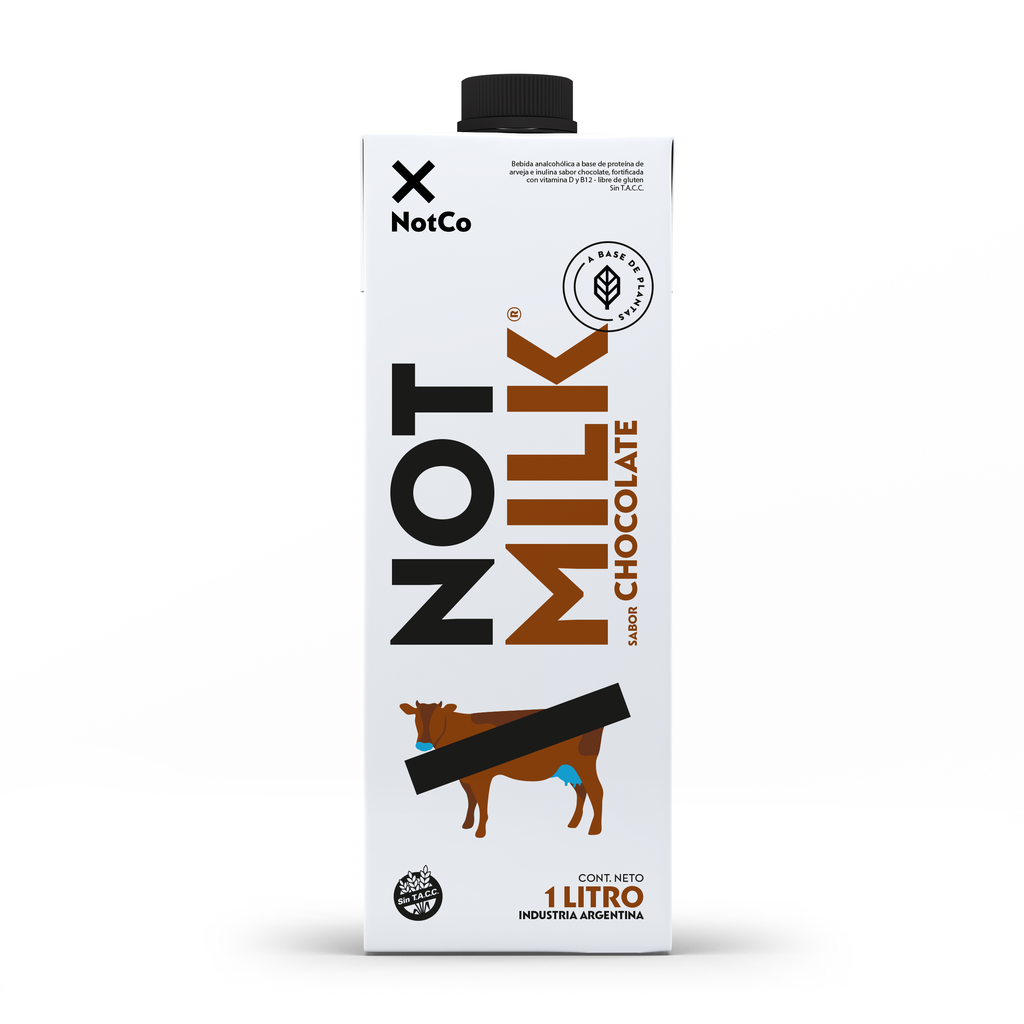 NotCo
Bebida analcohólica a base de proteína de
arveja e inulina sabor chocolate, fortificada
con vitamina D y B12 - libre de gluten
Sin T.A.C.C.
A BASE DE PLANTAS
NOT
MILK®
SABOR CHOCOLATE
Sin T.A.C.C.
CONT. NETO
1 LITRO
INDUSTRIA ARGENTINA